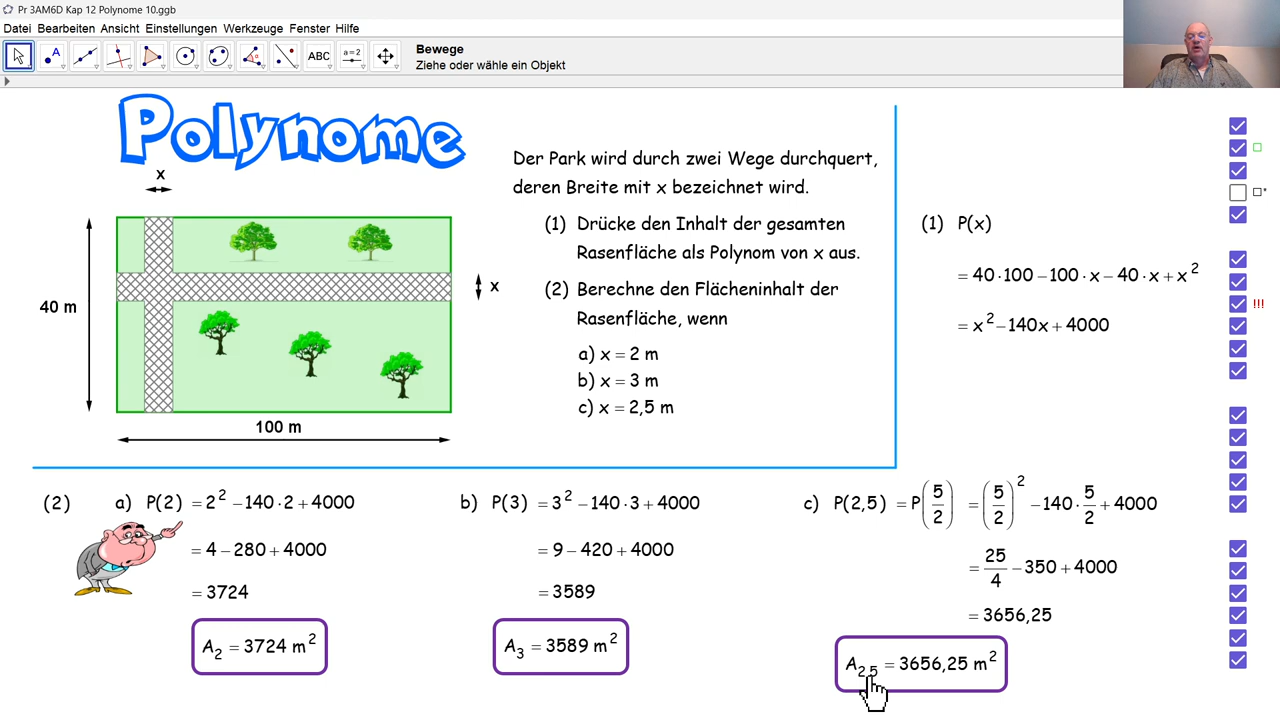 Pr 3AM6D Kap 12 Polynome 10.ggb
Datei Bearbeiten Ansicht Einstellungen Werkzeuge Fenster Hilfe
A
ABC
a=2
Bewege
Ziehe oder wähle ein Objekt
Polynome
x
40 m
100 m
x
Der Park wird durch zwei Wege durchquert,
deren Breite mit x bezeichnet wird.
(1) Drücke den Inhalt der gesamten
Rasenfläche als Polynom von x aus.
(2) Berechne den Flächeninhalt der
Rasenfläche, wenn
a) x = 2 m
b) x = 3 m
c) x = 2,5 m
(1) P(x)
= 40·100 – 100·x – 40·x + x²
= x² – 140x + 4000
!!!
(2) a) P(2) = 2² – 140·2 + 4000
= 4 – 280 + 4000
= 3724
A₂ = 3724 m²
b) P(3) = 3² – 140·3 + 4000
= 9 – 420 + 4000
= 3589
A₃ = 3589 m²
c) P(2,5) = P(5/2) = (5/2)² – 140·5/2 + 4000
= 25/4 – 350 + 4000
= 3656,25
A₂,₅ = 3656,25 m²